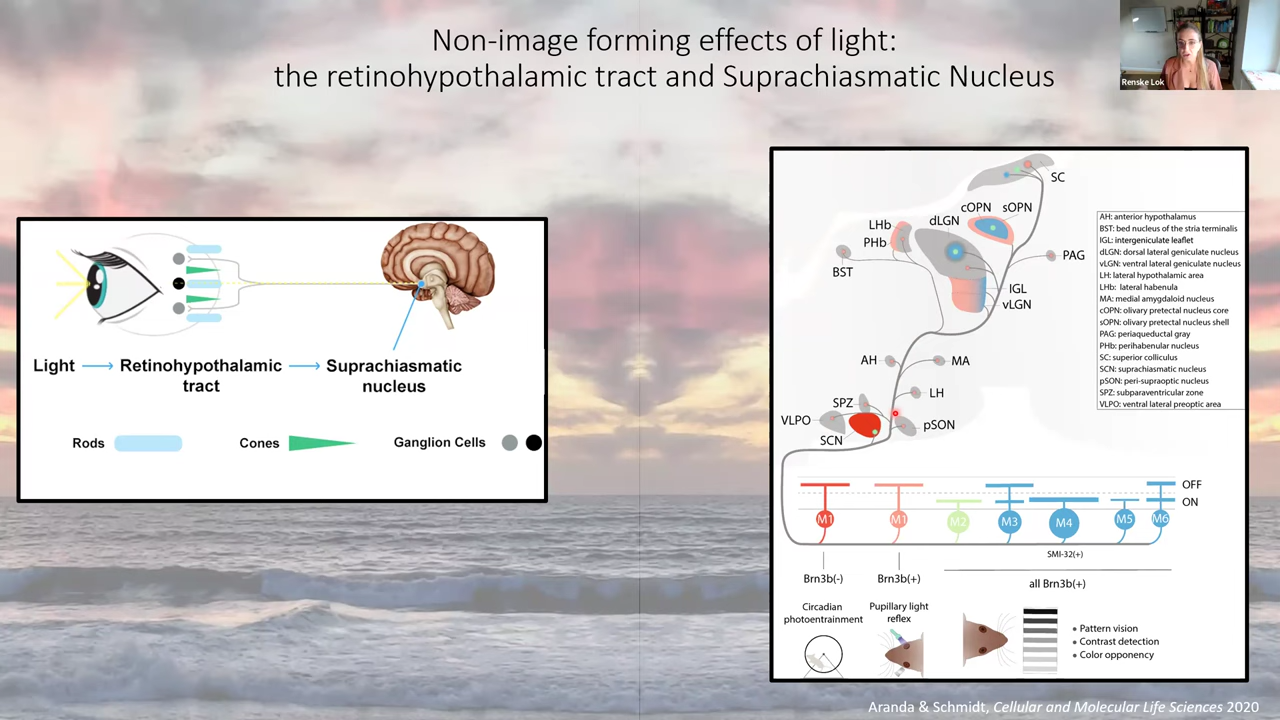 Non-image forming effects of light:
the retinohypothalamic tract and Suprachiasmatic Nucleus
Renske Lok
Light
Retinohypothalamic
tract
Suprachiasmatic
nucleus
Rods
Cones
Ganglion Cells
SC
cOPN
sOPN
dLGN
LHb
PHb
BST
PAG
IGL
vLGN
AH
MA
LH
SPZ
VLPO
SCN
pSON
AH: anterior hypothalamus
BST: bed nucleus of the stria terminalis
IGL: intergeniculate leaflet
dLGN: dorsal lateral geniculate nucleus
vLGN: ventral lateral geniculate nucleus
LH: lateral hypothalamic area
LHb: lateral habenula
MA: medial amygdaloid nucleus
cOPN: olivary pretectal nucleus core
sOPN: olivary pretectal nucleus shell
PAG: periaqueductal gray
PHb: perihabenular nucleus
SC: superior colliculus
SCN: suprachiasmatic nucleus
pSON: peri-supraoptic nucleus
SPZ: subparaventricular zone
VLPO: ventral lateral preoptic area
OFF
ON
M1
M1
M2
M3
M4
M5
M6
SMI-32(+)
Brn3b(-)
Brn3b(+)
all Brn3b(+)
Circadian
photoentrainment
Pupillary light
reflex
• Pattern vision
• Contrast detection
• Color opponency
Aranda & Schmidt, Cellular and Molecular Life Sciences 2020